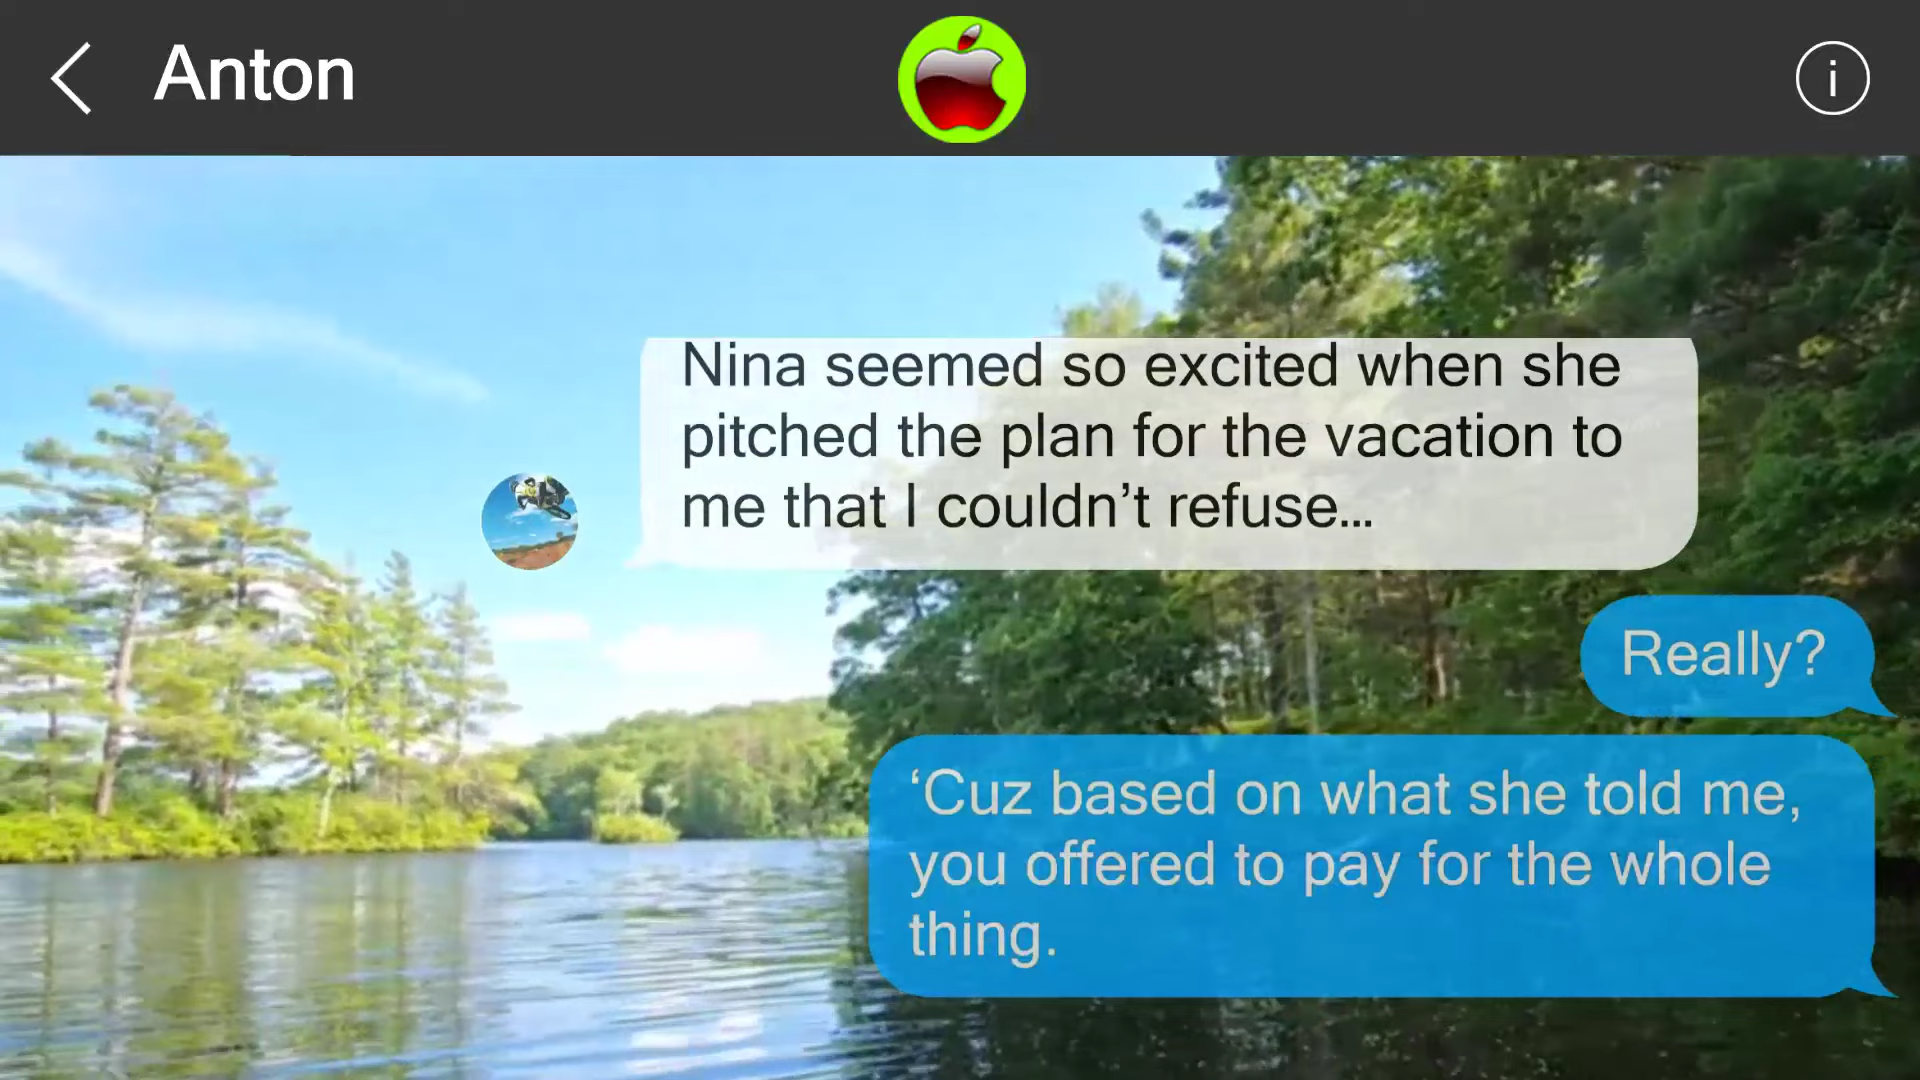 Anton
Nina seemed so excited when she
pitched the plan for the vacation to
me that I couldn’t refuse...
Really?
‘Cuz based on what she told me,
you offered to pay for the whole
thing.